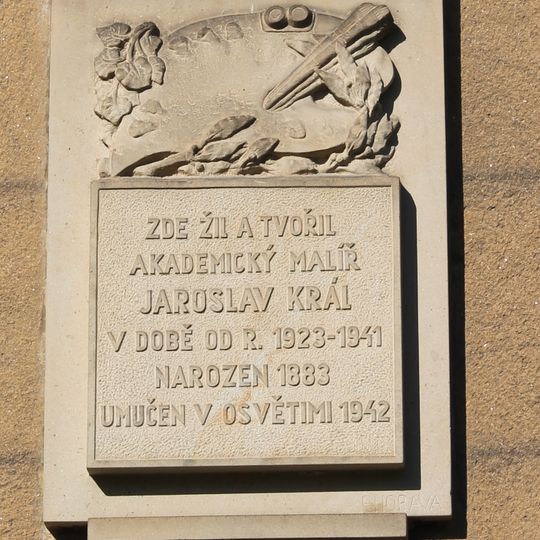 ZDE ŽIL A TVOŘIL
AKADEMICKÝ MALÍŘ
JAROSLAV KRÁL
V DOBĚ OD R. 1923-1941
NAROZEN 1883
UMUČEN V OSVĚTIMI 1942